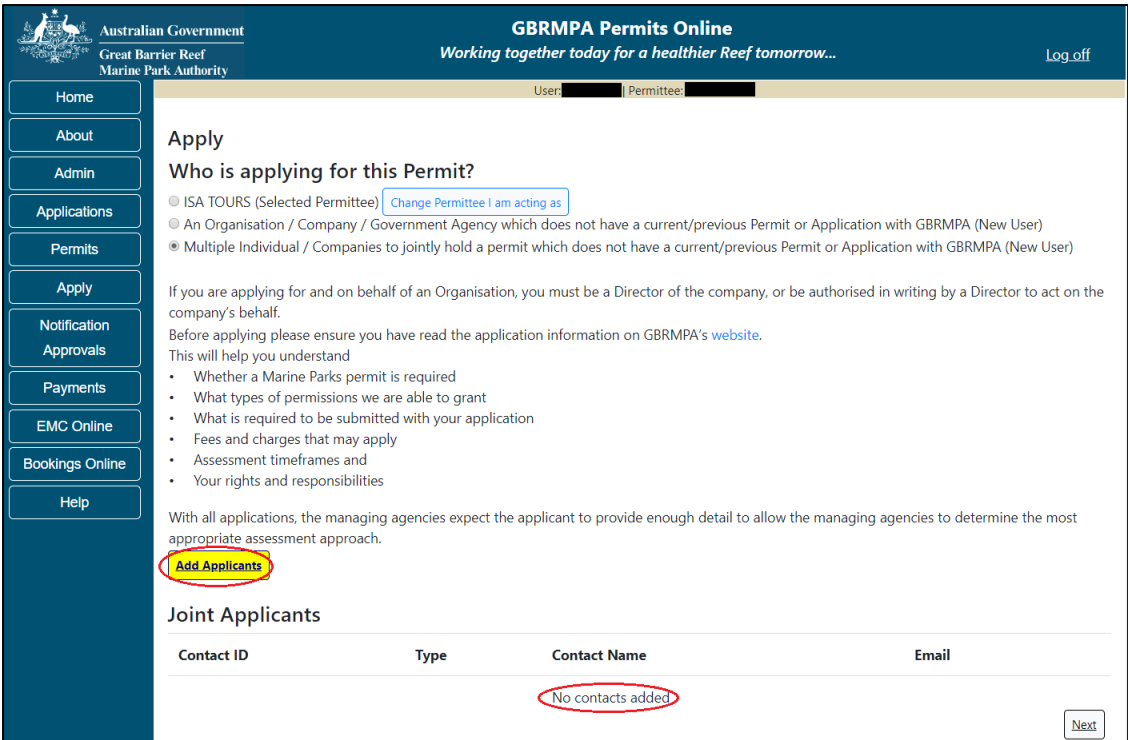 Australian Government
Great Barrier Reef
Marine Park Authority
GBRMPA Permits Online
Working together today for a healthier Reef tomorrow...
Log off
User: | Permittee:
Home
About
Admin
Applications
Permits
Apply
Notification
Approvals
Payments
EMC Online
Bookings Online
Help
Apply
Who is applying for this Permit?
ISA TOURS (Selected Permittee) Change Permittee I am acting as
An Organisation / Company / Government Agency which does not have a current/previous Permit or Application with GBRMPA (New User)
Multiple Individual / Companies to jointly hold a permit which does not have a current/previous Permit or Application with GBRMPA (New User)
If you are applying for and on behalf of an Organisation, you must be a Director of the company, or be authorised in writing by a Director to act on the
company's behalf.
Before applying please ensure you have read the application information on GBRMPA's website.
This will help you understand
• Whether a Marine Parks permit is required
• What types of permissions we are able to grant
• What is required to be submitted with your application
• Fees and charges that may apply
• Assessment timeframes and
• Your rights and responsibilities
With all applications, the managing agencies expect the applicant to provide enough detail to allow the managing agencies to determine the most
appropriate assessment approach.
Add Applicants
Joint Applicants
Contact ID Type Contact Name Email
No contacts added
Next